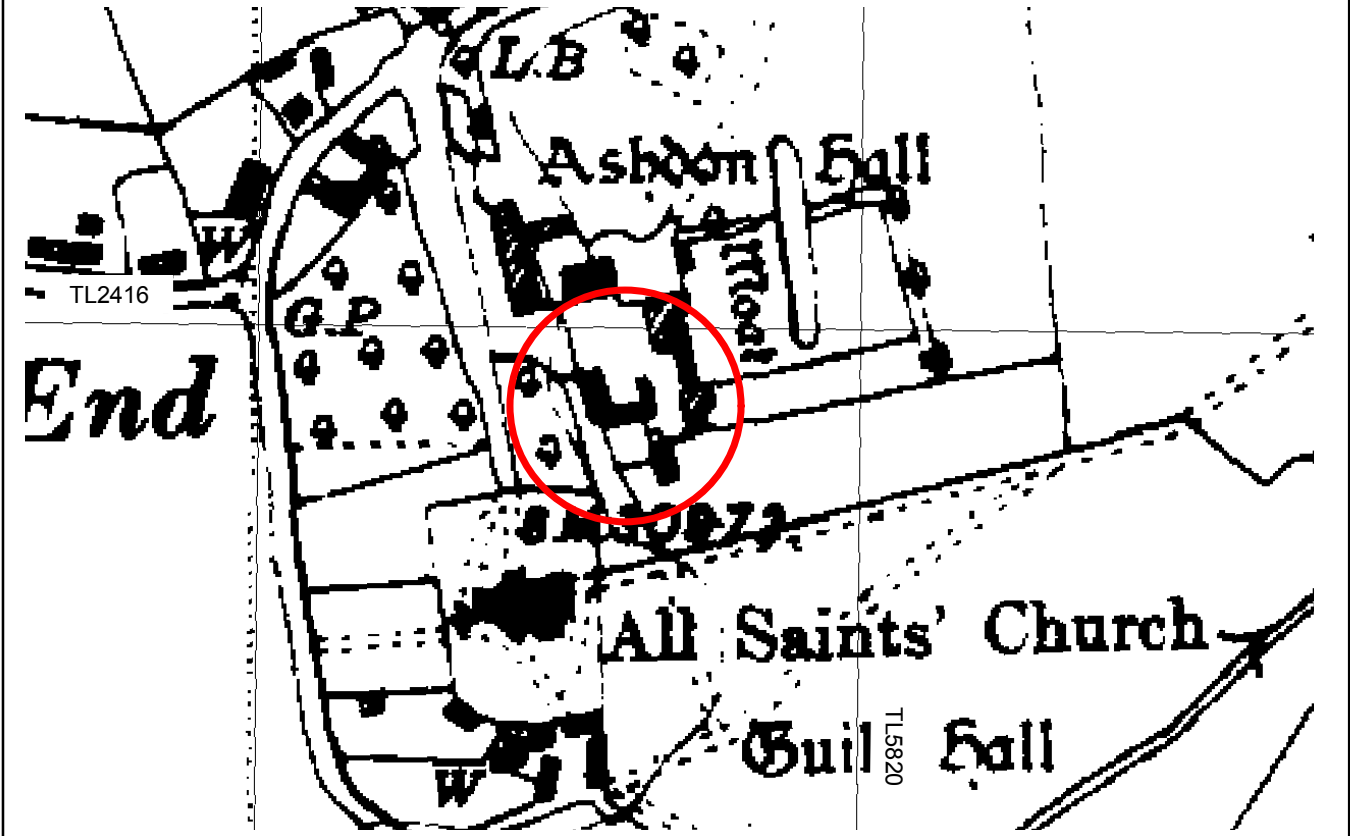 L.B
Ashdon Hall
W
TL2416
G.P
Moat
End
All Saints' Church
TL5820
Guil Hall
W